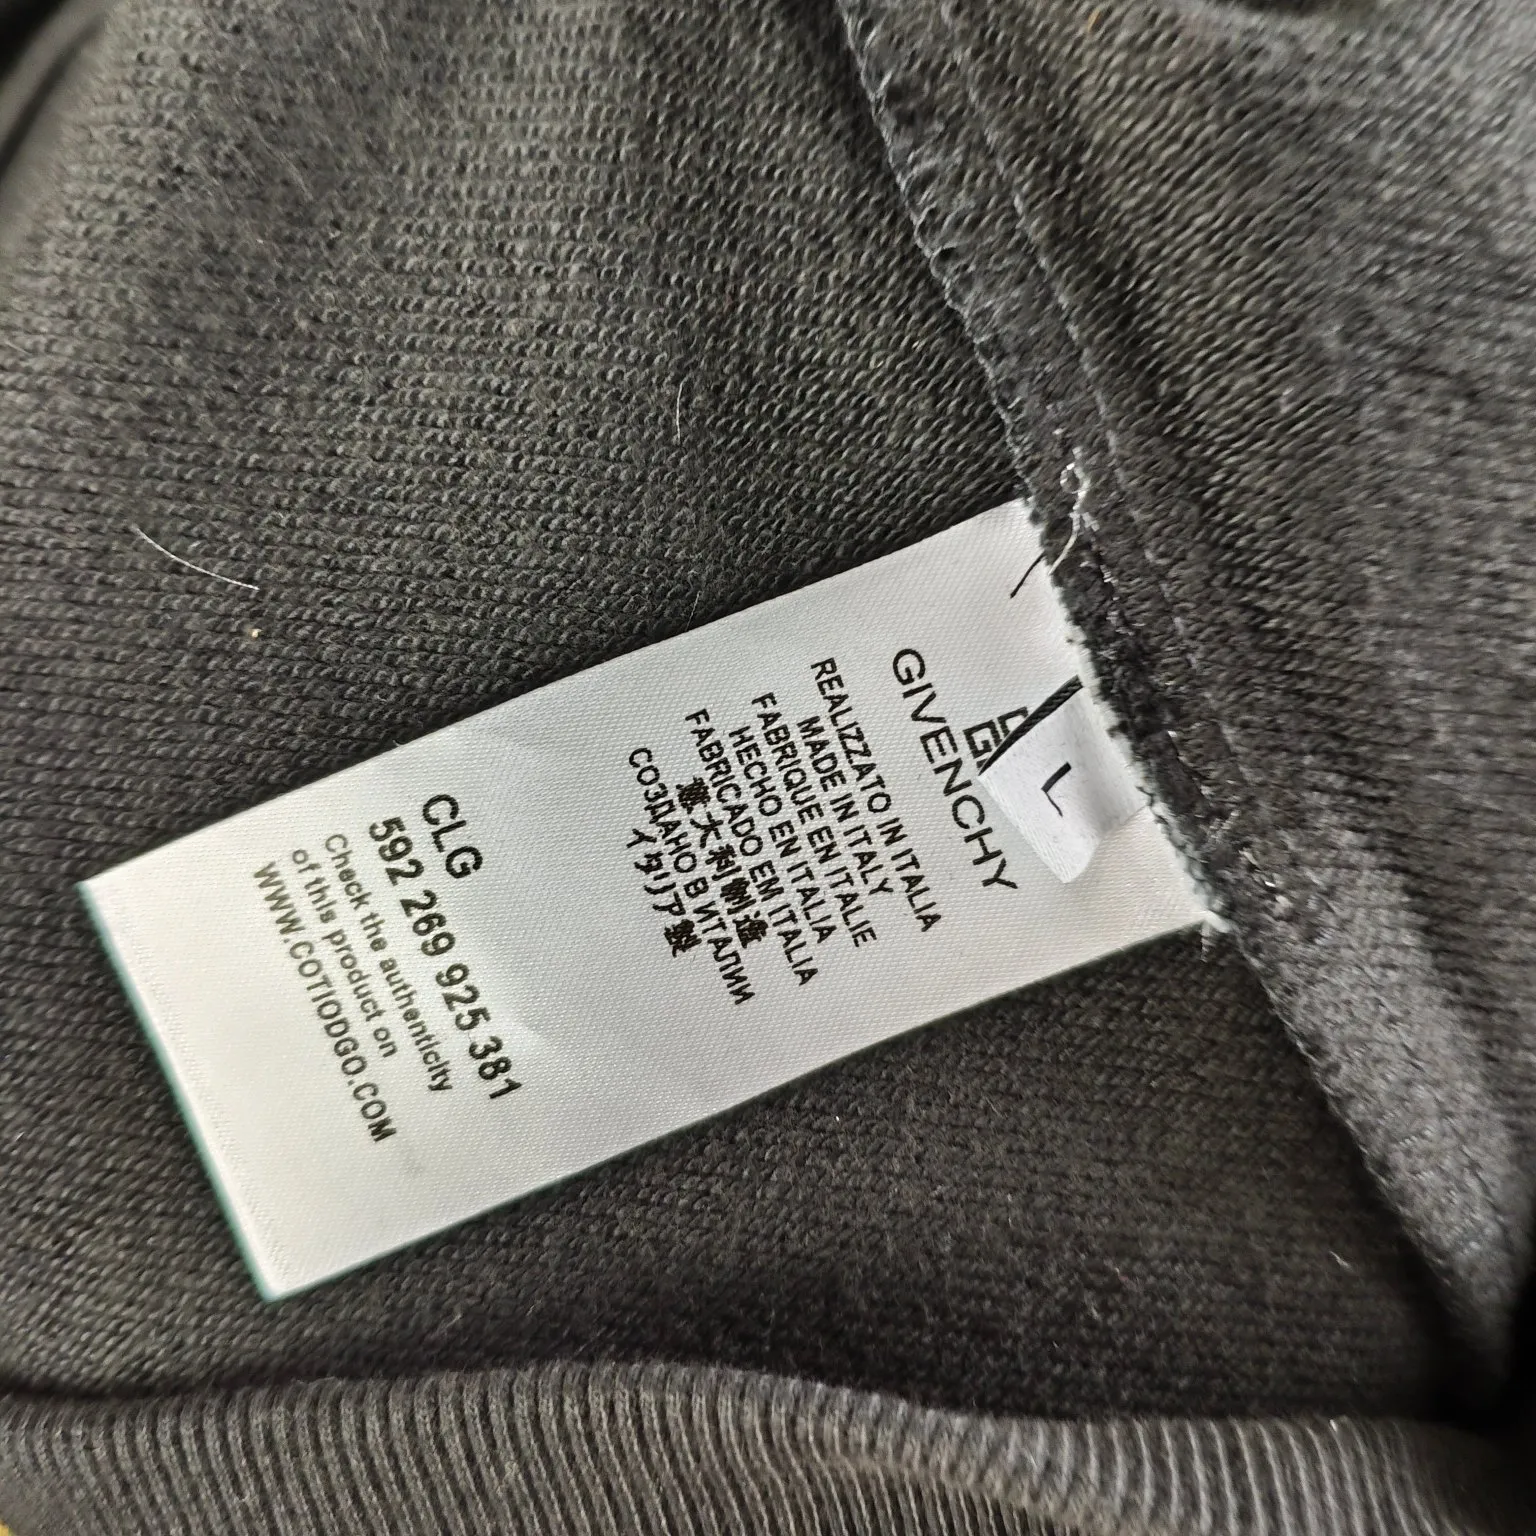 L
GIVENCHY
REALIZZATO IN ITALIA
MADE IN ITALY
FABRIQUE EN ITALIE
HECHO EN ITALIA
FABRICADO EM ITALIA
意大利制造
СОЗДАНО В ИТАЛИИ
イタリア製
CLG
592 269 925 381
Check the authenticity
of this product on
WWW.COTIODGO.COM